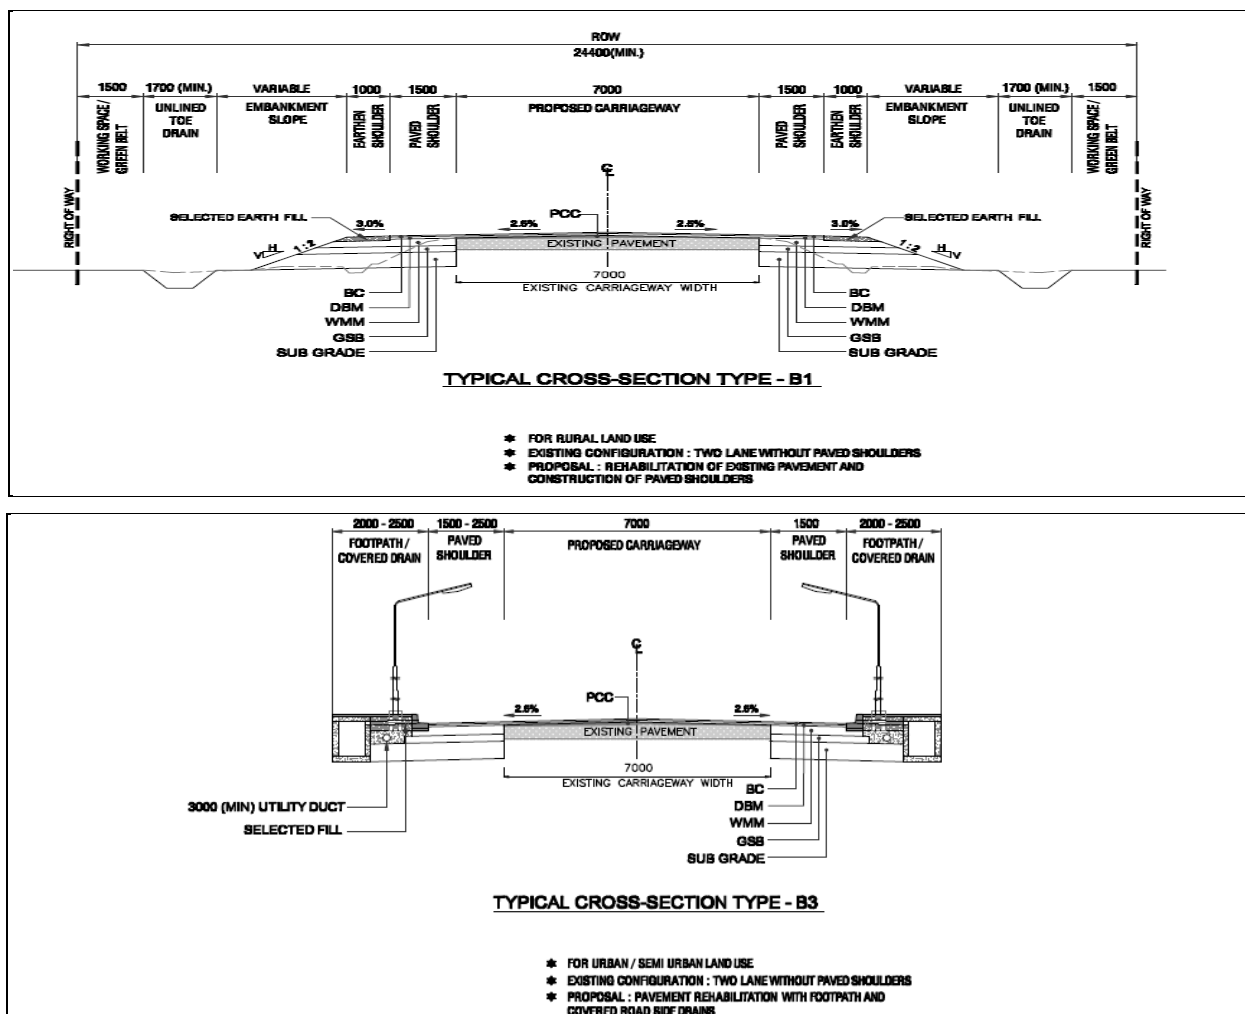 ROW
24400(MIN.)
1500 1700 (MIN.) VARIABLE 1000 1500 7000 1500 1000 VARIABLE 1700 (MIN.) 1500
WORKING SPACE /
GREEN BELT
UNLINED
TOE
DRAIN
EMBANKMENT
SLOPE
EARTHEN
SHOULDER
PAVED
SHOULDER
PROPOSED CARRIAGEWAY
PAVED
SHOULDER
EARTHEN
SHOULDER
EMBANKMENT
SLOPE
UNLINED
TOE
DRAIN
WORKING SPACE /
GREEN BELT
RIGHT OF WAY
RIGHT OF WAY
℄
PCC
SELECTED EARTH FILL 3.0% 2.5% 2.5% 3.0% SELECTED EARTH FILL
H
V
1:2
EXISTING PAVEMENT
1:2
H
V
7000
EXISTING CARRIAGEWAY WIDTH
BC BC
DBM DBM
WMM WMM
GSB GSB
SUB GRADE SUB GRADE
TYPICAL CROSS-SECTION TYPE - B1
* FOR RURAL LAND USE
* EXISTING CONFIGURATION : TWO LANE WITHOUT PAVED SHOULDERS
* PROPOSAL : REHABILITATION OF EXISTING PAVEMENT AND
CONSTRUCTION OF PAVED SHOULDERS
2000 - 2500 1500 - 2500 7000 1500 2000 - 2500
FOOTPATH /
COVERED DRAIN
PAVED
SHOULDER
PROPOSED CARRIAGEWAY
PAVED
SHOULDER
FOOTPATH /
COVERED DRAIN
℄
PCC
2.5% 2.5%
EXISTING PAVEMENT
7000
EXISTING CARRIAGEWAY WIDTH
BC
DBM
WMM
GSB
SUB GRADE
3000 (MIN) UTILITY DUCT
SELECTED FILL
TYPICAL CROSS-SECTION TYPE - B3
* FOR URBAN / SEMI URBAN LAND USE
* EXISTING CONFIGURATION : TWO LANE WITHOUT PAVED SHOULDERS
* PROPOSAL : PAVEMENT REHABILITATION WITH FOOTPATH AND
COVERED ROAD SIDE DRAINS